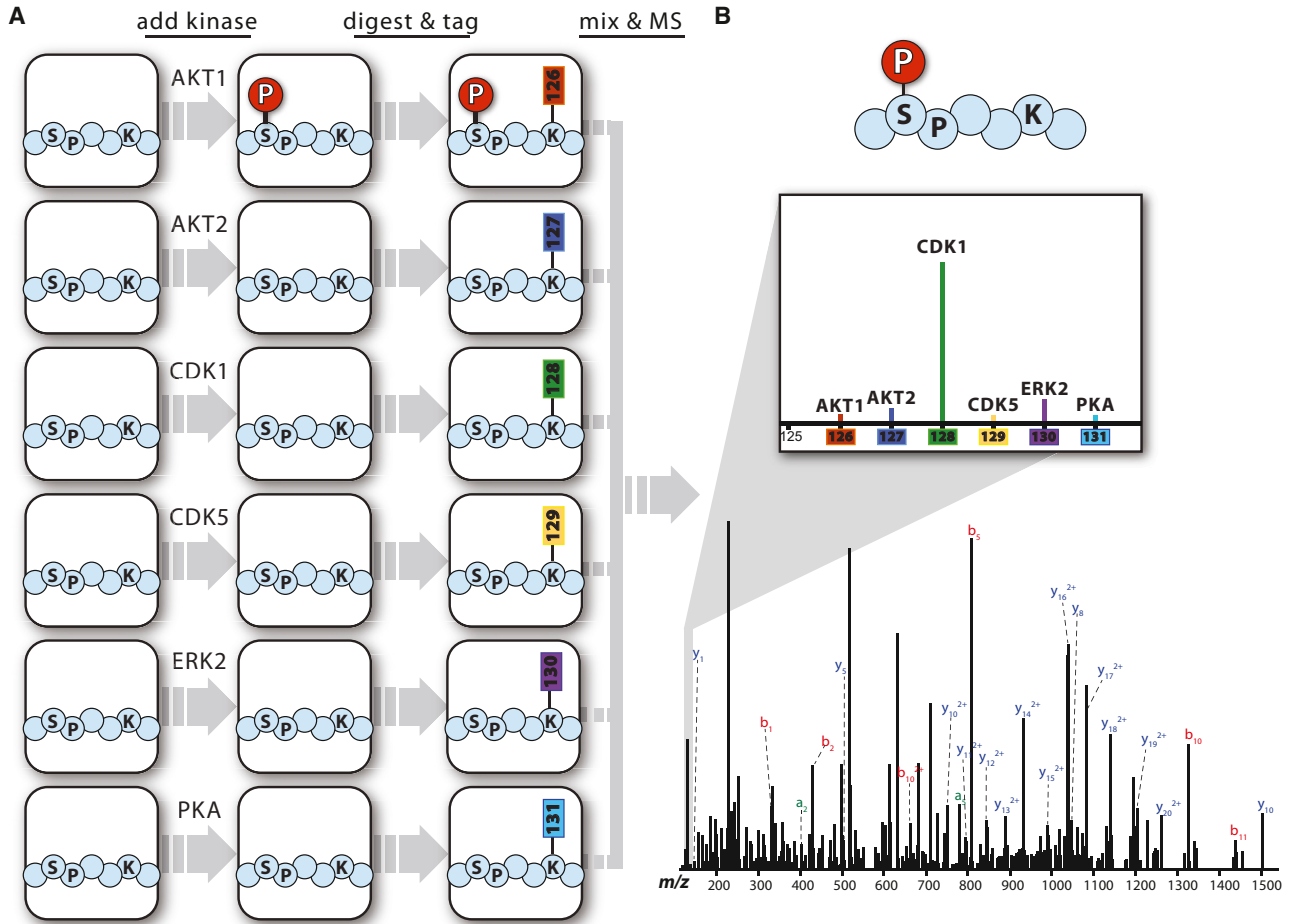 A
add kinase
digest & tag
mix & MS
AKT1
S P K
P
S P K
P
126
S P K
AKT2
S P K
S P K
127
S P K
CDK1
S P K
S P K
128
S P K
CDK5
S P K
S P K
129
S P K
ERK2
S P K
S P K
130
S P K
PKA
S P K
S P K
131
S P K
B
P
S P K
CDK1
AKT1 AKT2 CDK5 ERK2 PKA
125 126 127 128 129 130 131
b5
y16 2+
y8
y1
y5
y17 2+
b1
b2
y10 2+
y14 2+
y18 2+
y19 2+
b10
b10 2+
y12 2+
y15 2+
a2
y13 2+
y20 2+
y10
b11
m/z
200 300 400 500 600 700 800 900 1000 1100 1200 1300 1400 1500